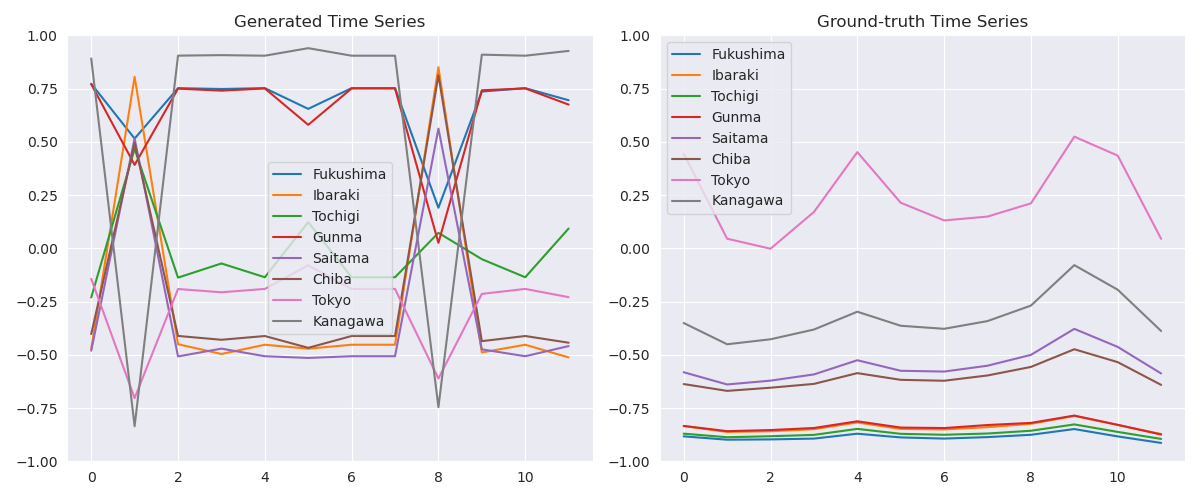 Generated Time Series
1.00
0.75
0.50
0.25
0.00
−0.25
−0.50
−0.75
−1.00
0 2 4 6 8 10
Fukushima
Ibaraki
Tochigi
Gunma
Saitama
Chiba
Tokyo
Kanagawa
Ground-truth Time Series
1.00
0.75
0.50
0.25
0.00
−0.25
−0.50
−0.75
−1.00
0 2 4 6 8 10
Fukushima
Ibaraki
Tochigi
Gunma
Saitama
Chiba
Tokyo
Kanagawa